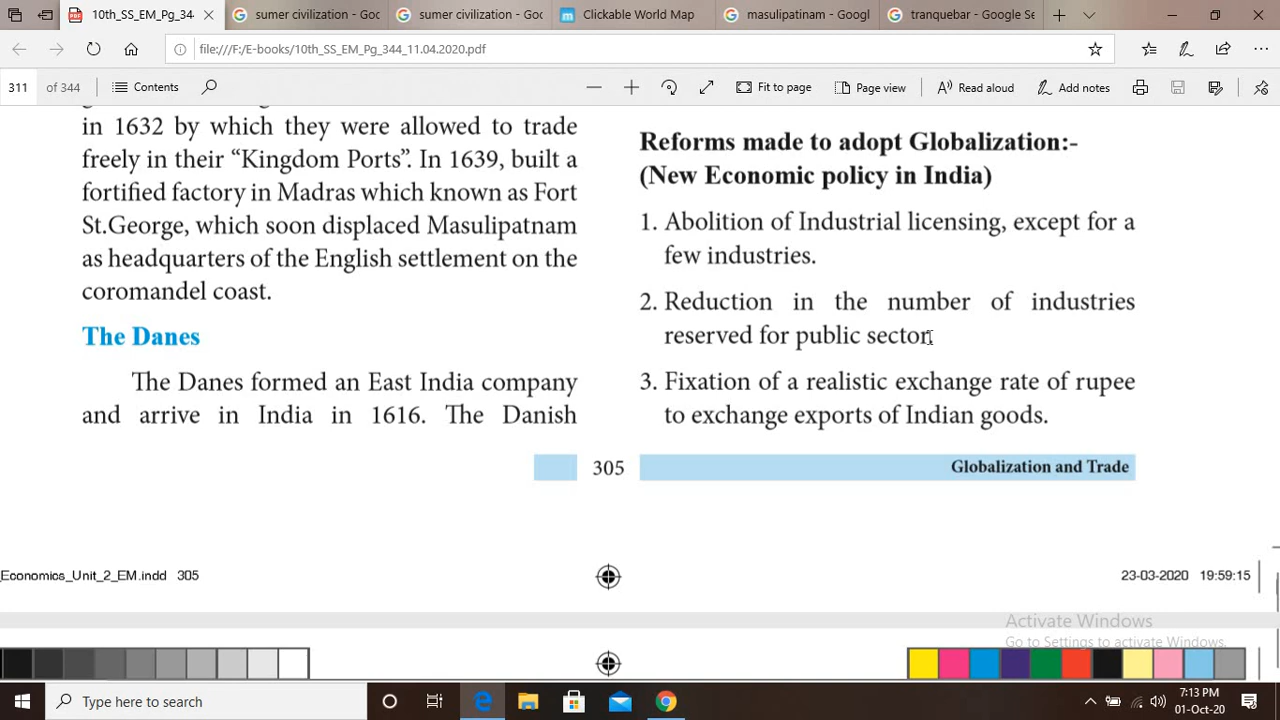 10th_SS_EM_Pg_344
sumer civilization - Goo
sumer civilization - Goo
Clickable World Map
masulipatinam - Googl
tranquebar - Google Se
file:///F:/E-books/10th_SS_EM_Pg_344_11.04.2020.pdf
311 of 344
Contents
Fit to page
Page view
Read aloud
Add notes
in 1632 by which they were allowed to trade
freely in their “Kingdom Ports”. In 1639, built a
fortified factory in Madras which known as Fort
St.George, which soon displaced Masulipatnam
as headquarters of the English settlement on the
coromandel coast.
The Danes
The Danes formed an East India company
and arrive in India in 1616. The Danish
Reforms made to adopt Globalization:-
(New Economic policy in India)
1. Abolition of Industrial licensing, except for a
few industries.
2. Reduction in the number of industries
reserved for public sector.
3. Fixation of a realistic exchange rate of rupee
to exchange exports of Indian goods.
305
Globalization and Trade
Economics_Unit_2_EM.indd 305
23-03-2020 19:59:15
Activate Windows
Go to Settings to activate Windows.
Type here to search
7:13 PM
01-Oct-20